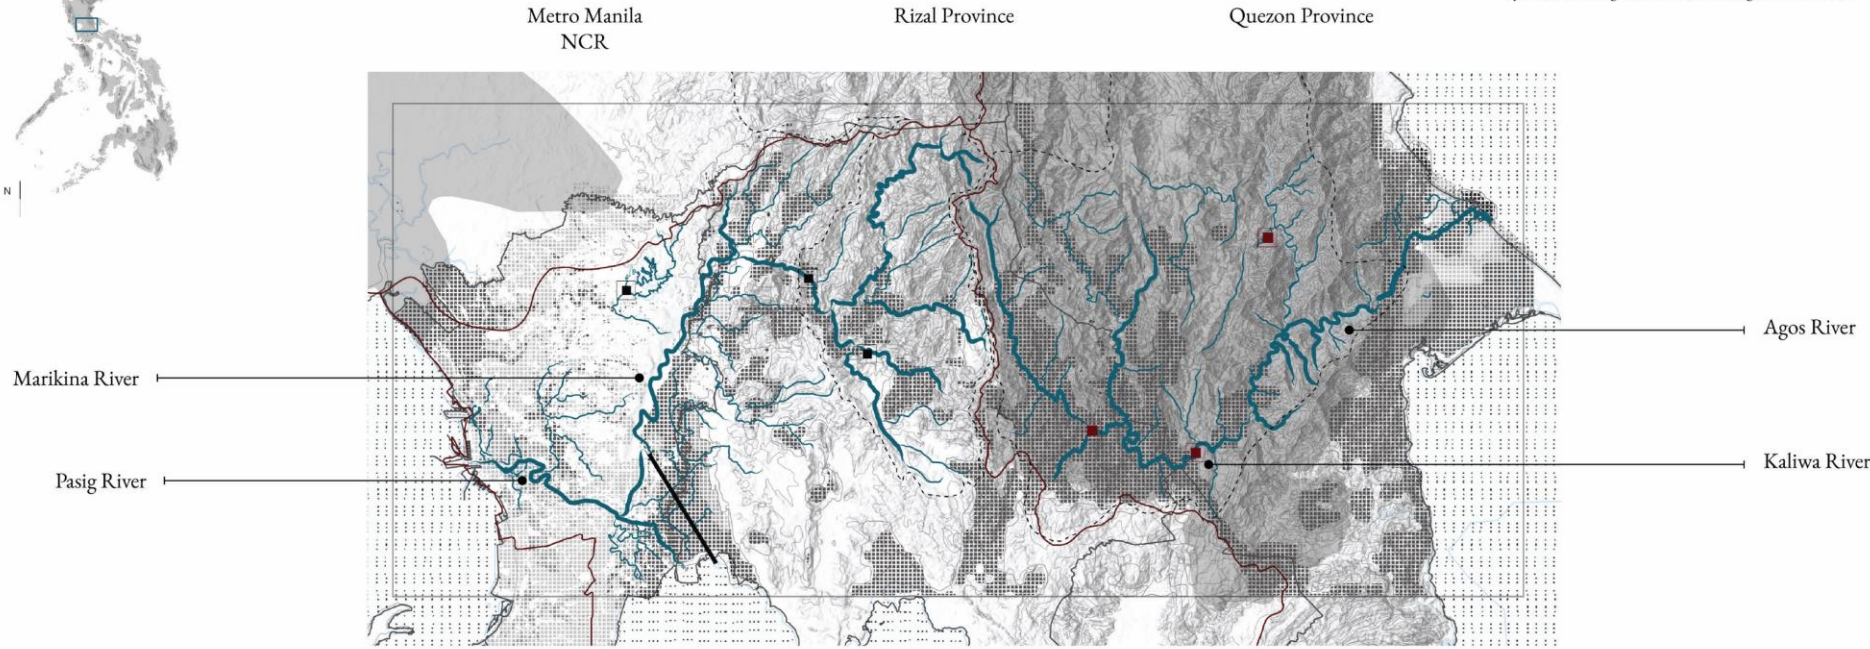 Metro Manila
NCR
Rizal Province
Quezon Province
N
Agos River
Marikina River
Kaliwa River
Pasig River